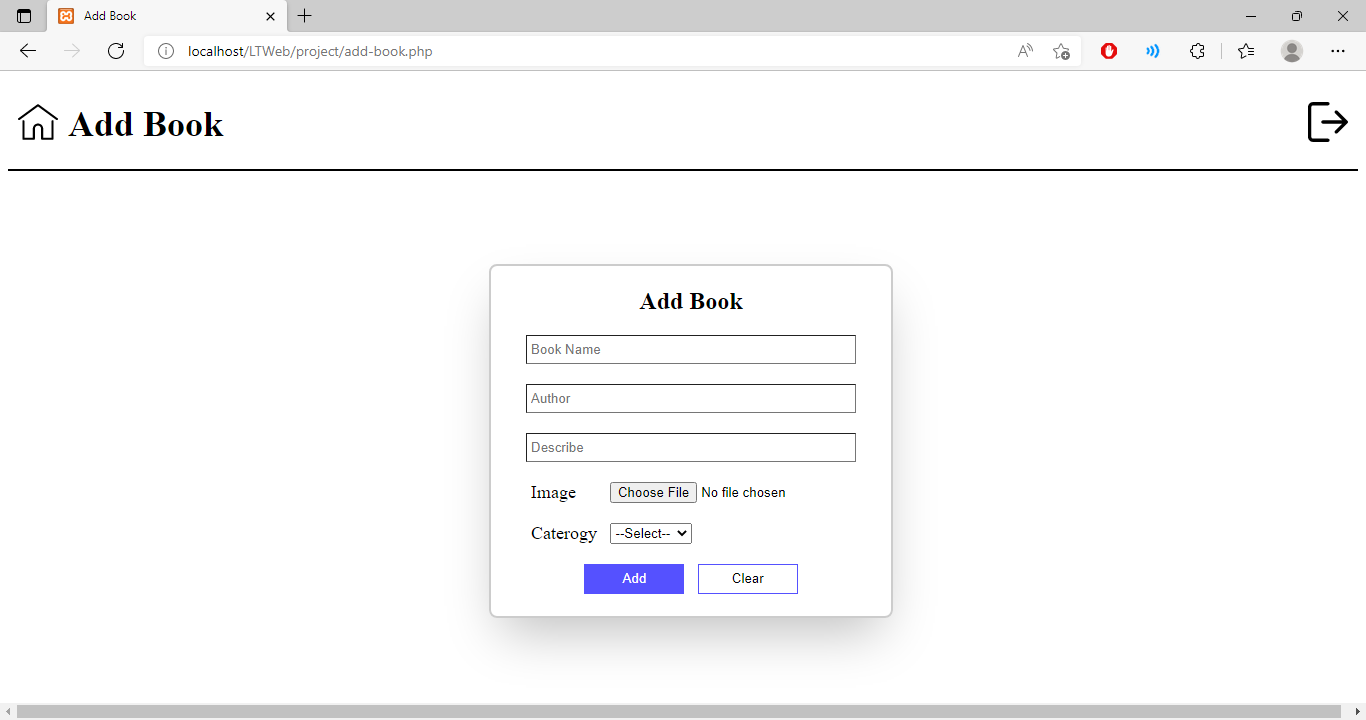 Add Book
localhost/LTWeb/project/add-book.php
Add Book
Add Book
Book Name
Author
Describe
Image Choose File No file chosen
Caterogy --Select--
Add Clear